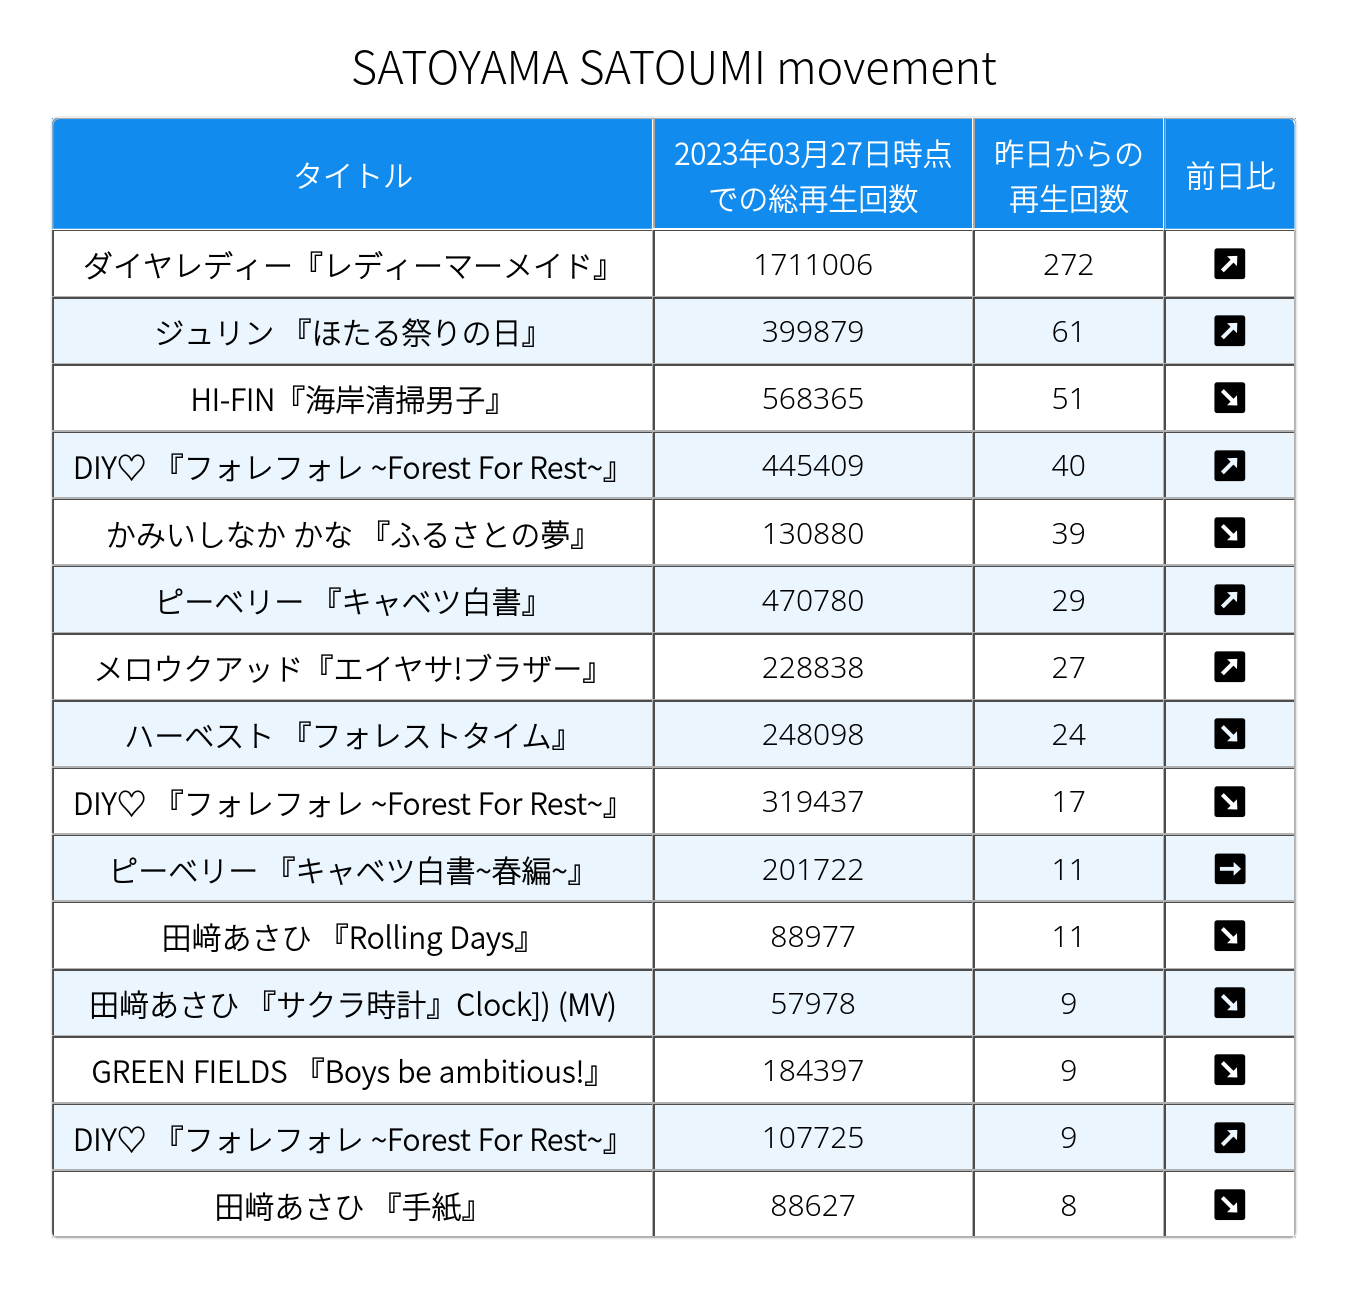 SATOYAMA SATOUMI movement
タイトル 2023年03月27日時点での総再生回数 昨日からの再生回数 前日比
ダイヤレディー『レディーマーメイド』 1711006 272 ↗
ジュリン 『ほたる祭りの日』 399879 61 ↗
HI-FIN『海岸清掃男子』 568365 51 ↘
DIY♡ 『フォレフォレ ~Forest For Rest~』 445409 40 ↗
かみいしなか かな 『ふるさとの夢』 130880 39 ↘
ピーベリー 『キャベツ白書』 470780 29 ↗
メロウクアッド『エイヤサ!ブラザー』 228838 27 ↗
ハーベスト 『フォレストタイム』 248098 24 ↘
DIY♡ 『フォレフォレ ~Forest For Rest~』 319437 17 ↘
ピーベリー 『キャベツ白書~春編~』 201722 11 →
田﨑あさひ 『Rolling Days』 88977 11 ↘
田﨑あさひ 『サクラ時計』Clock]) (MV) 57978 9 ↘
GREEN FIELDS 『Boys be ambitious!』 184397 9 ↘
DIY♡ 『フォレフォレ ~Forest For Rest~』 107725 9 ↗
田﨑あさひ 『手紙』 88627 8 ↘